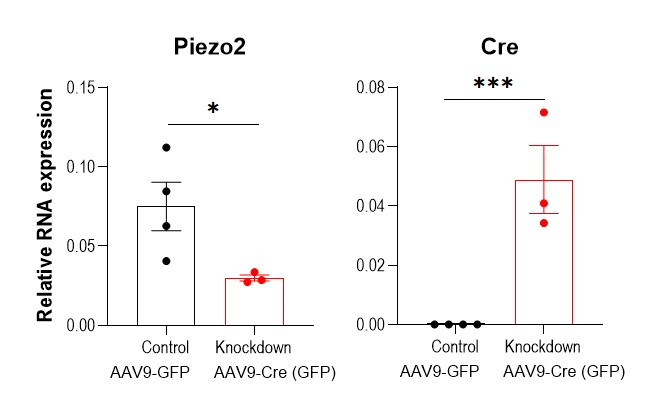 Piezo2
Cre
Relative RNA expression
0.15
0.10
0.05
0.00
*
Control
Knockdown
AAV9-GFP
AAV9-Cre (GFP)
0.08
0.06
0.04
0.02
0.00
***
Control
Knockdown
AAV9-GFP
AAV9-Cre (GFP)